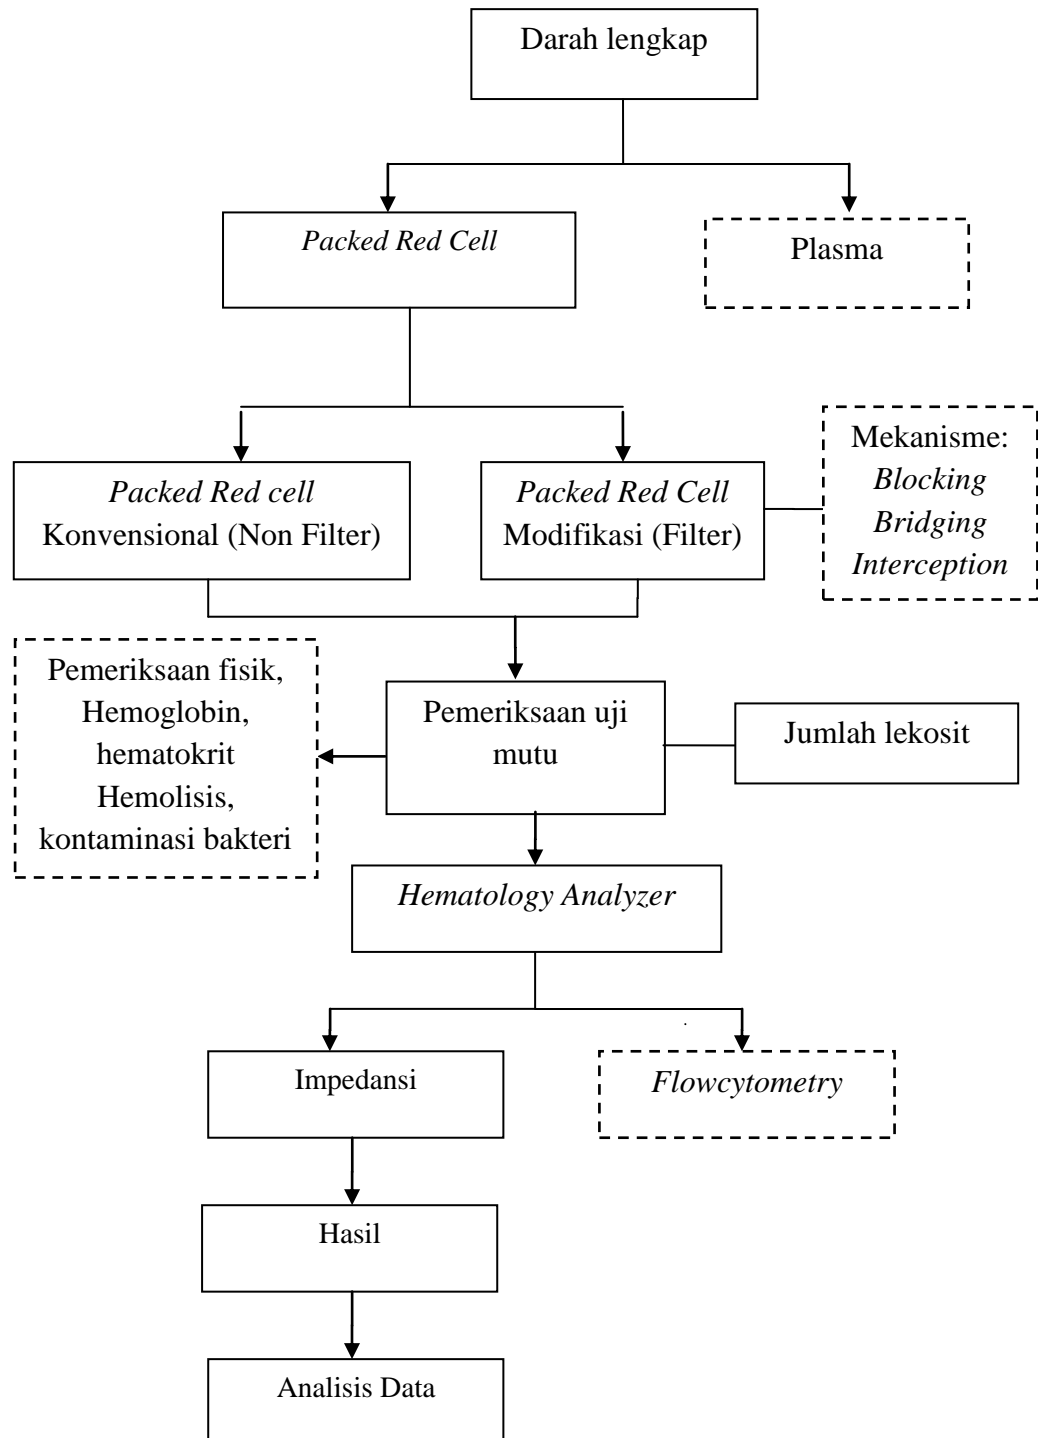 Darah lengkap
Packed Red Cell
Plasma
Packed Red cell
Konvensional (Non Filter)
Packed Red Cell
Modifikasi (Filter)
Mekanisme:
Blocking
Bridging
Interception
Pemeriksaan fisik,
Hemoglobin,
hematokrit
Hemolisis,
kontaminasi bakteri
Pemeriksaan uji
mutu
Jumlah lekosit
Hematology Analyzer
Impedansi
Flowcytometry
Hasil
Analisis Data